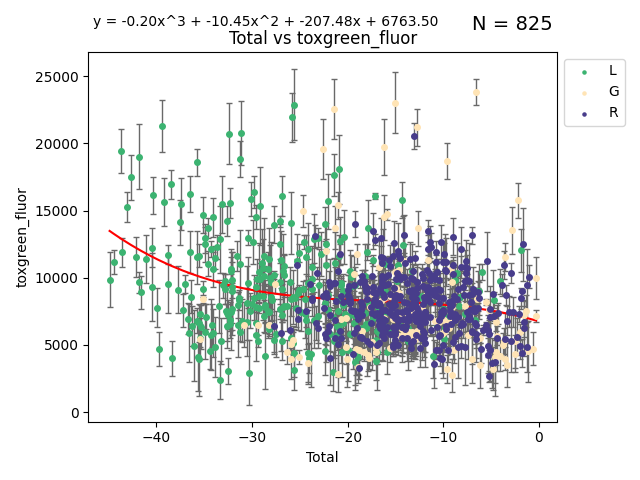 y = -0.20x^3 + -10.45x^2 + -207.48x + 6763.50
N = 825
Total vs toxgreen_fluor
L
G
R
25000
20000
15000
10000
5000
0
toxgreen_fluor
−40
−30
−20
−10
0
Total